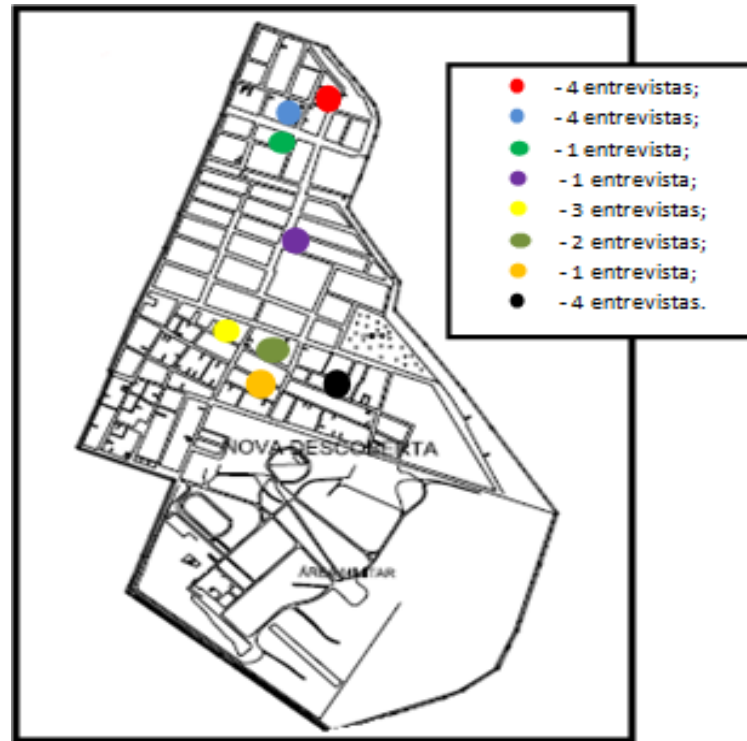 - 4 entrevistas;
- 4 entrevistas;
- 1 entrevista;
- 1 entrevista;
- 3 entrevistas;
- 2 entrevistas;
- 1 entrevista;
- 4 entrevistas.
NOVA DESCOBERTA